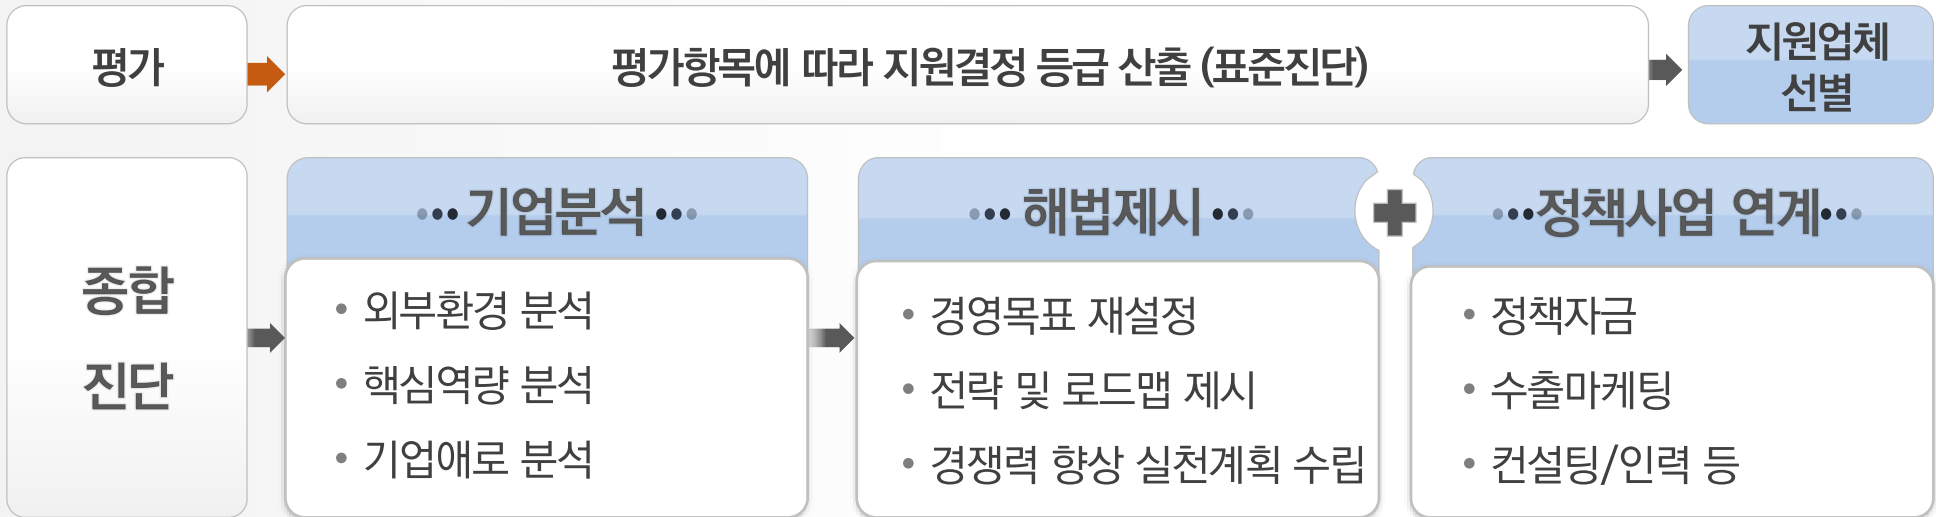 평가
평가항목에 따라 지원결정 등급 산출 (표준진단)
지원업체
선별
종합
진단
기업분석
• 외부환경 분석
• 핵심역량 분석
• 기업애로 분석
해법제시
• 경영목표 재설정
• 전략 및 로드맵 제시
• 경쟁력 향상 실천계획 수립
정책사업 연계
• 정책자금
• 수출마케팅
• 컨설팅/인력 등